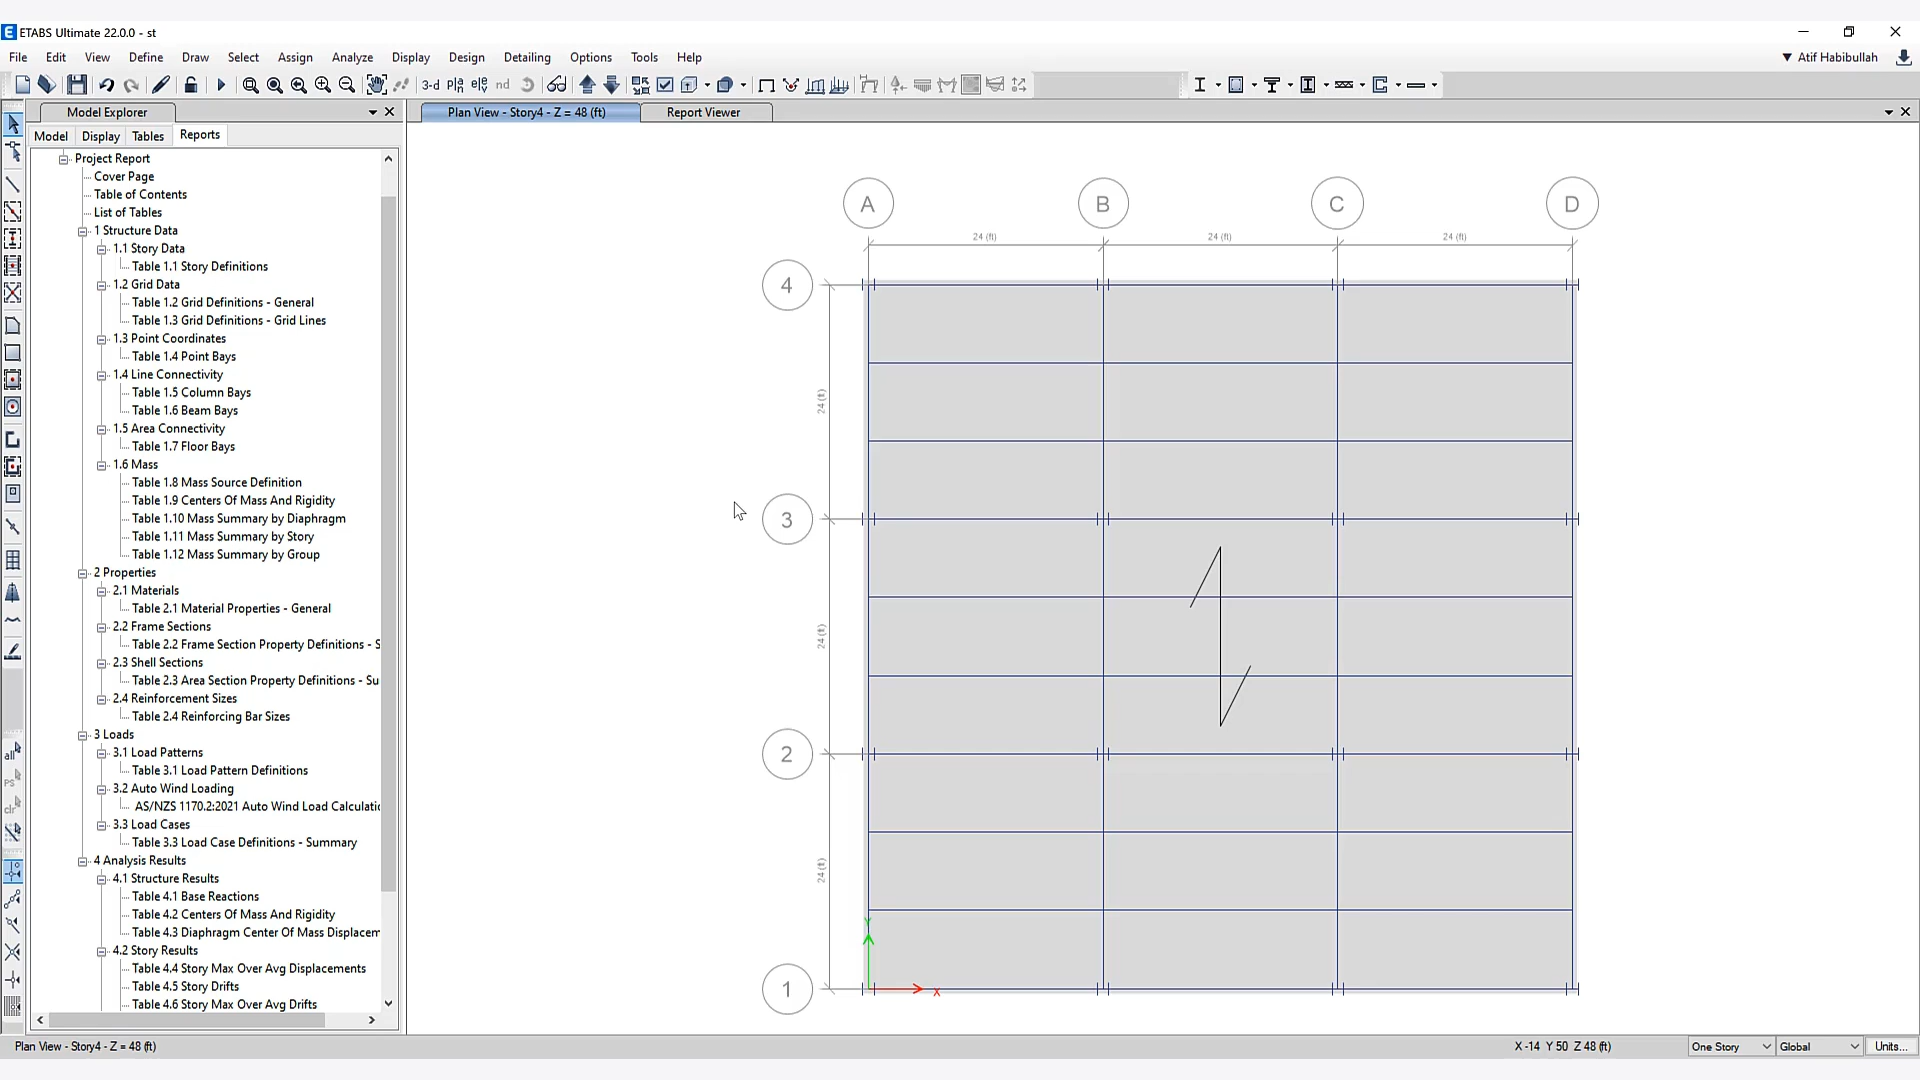 ETABS Ultimate 22.0.0 - st
File Edit View Define Draw Select Assign Analyze Display Design Detailing Options Tools Help
Atif Habibullah
3-d pla ele nd
Model Explorer
Plan View - Story4 - Z = 48 (ft)
Report Viewer
Model Display Tables Reports
Project Report
Cover Page
Table of Contents
List of Tables
1 Structure Data
1.1 Story Data
Table 1.1 Story Definitions
1.2 Grid Data
Table 1.2 Grid Definitions - General
Table 1.3 Grid Definitions - Grid Lines
1.3 Point Coordinates
Table 1.4 Point Bays
1.4 Line Connectivity
Table 1.5 Column Bays
Table 1.6 Beam Bays
1.5 Area Connectivity
Table 1.7 Floor Bays
1.6 Mass
Table 1.8 Mass Source Definition
Table 1.9 Centers Of Mass And Rigidity
Table 1.10 Mass Summary by Diaphragm
Table 1.11 Mass Summary by Story
Table 1.12 Mass Summary by Group
2 Properties
2.1 Materials
Table 2.1 Material Properties - General
2.2 Frame Sections
Table 2.2 Frame Section Property Definitions - S
2.3 Shell Sections
Table 2.3 Area Section Property Definitions - Su
2.4 Reinforcement Sizes
Table 2.4 Reinforcing Bar Sizes
3 Loads
3.1 Load Patterns
Table 3.1 Load Pattern Definitions
3.2 Auto Wind Loading
AS/NZS 1170.2:2021 Auto Wind Load Calculatio
3.3 Load Cases
Table 3.3 Load Case Definitions - Summary
4 Analysis Results
4.1 Structure Results
Table 4.1 Base Reactions
Table 4.2 Centers Of Mass And Rigidity
Table 4.3 Diaphragm Center Of Mass Displacem
4.2 Story Results
Table 4.4 Story Max Over Avg Displacements
Table 4.5 Story Drifts
Table 4.6 Story Max Over Avg Drifts
all
ps
clr
A B C D
24 (ft) 24 (ft) 24 (ft)
4
24 (ft)
3
24 (ft)
2
24 (ft)
Y
1
X
Plan View - Story4 - Z = 48 (ft)
X -14 Y 50 Z 48 (ft)
One Story
Global
Units...